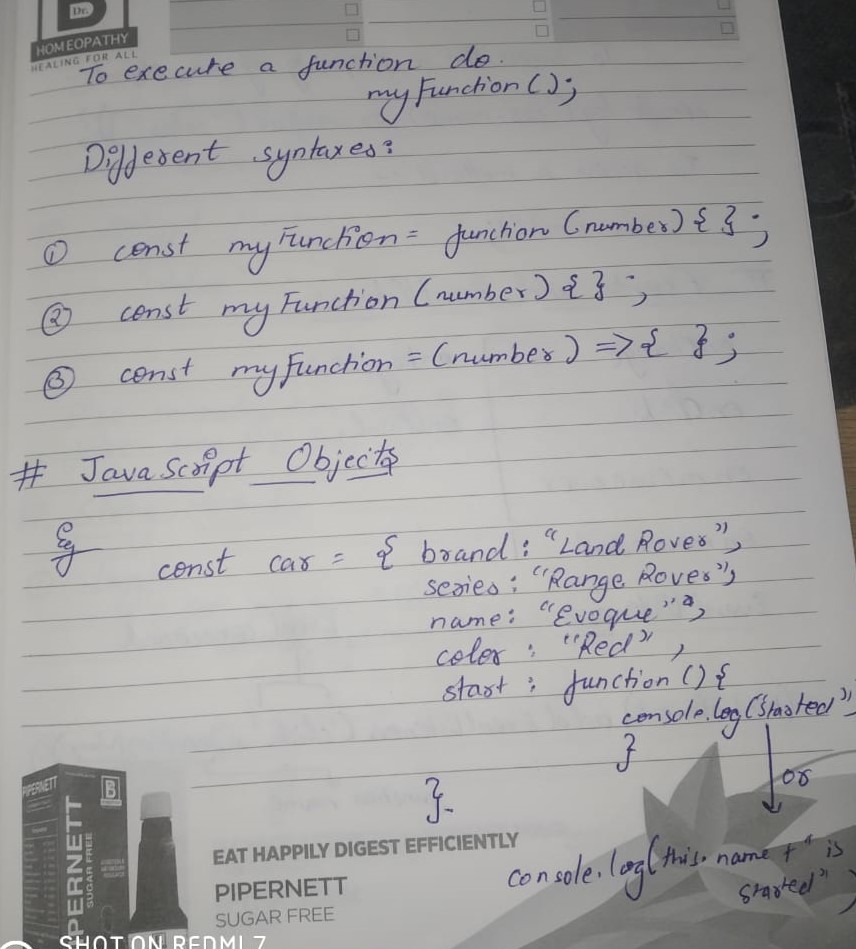 Dr.
B
HOMEOPATHY
HEALING FOR ALL
To execute a function do.
myFunction();
Different syntaxes:
① const myFunction = function (number) { };
② const myFunction (number) { };
③ const myFunction = (number) => { };
# JavaScript Objects
Eg
const car = { brand : "Land Rover",
series : "Range Rover",
name : "Evoque",
color : "Red",
start : function () {
console.log("Started")
}
or
}.
console.log(this.name + " is
started")
PIPERNETT
B
PIPERNETT
SUGAR FREE
EAT HAPPILY DIGEST EFFICIENTLY
PIPERNETT
SUGAR FREE
SHOT ON REDMI 7